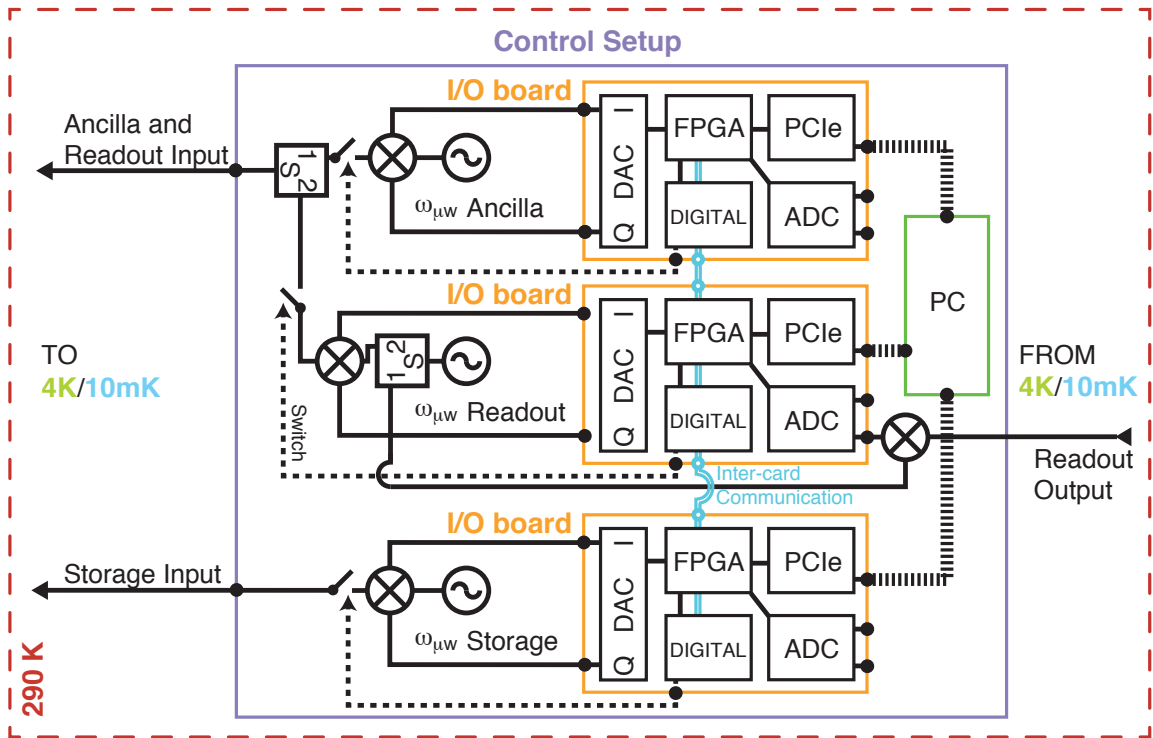 Control Setup
I/O board
Ancilla and
Readout Input
1 2
S
ωμw Ancilla
I
DAC
Q
FPGA
PCIe
DIGITAL
ADC
I/O board
PC
TO
4K/10mK
Switch
1 2
S
ωμw Readout
I
DAC
Q
FPGA
PCIe
DIGITAL
ADC
FROM
4K/10mK
Readout
Output
Inter-card
Communication
I/O board
Storage Input
ωμw Storage
I
DAC
Q
FPGA
PCIe
DIGITAL
ADC
290 K